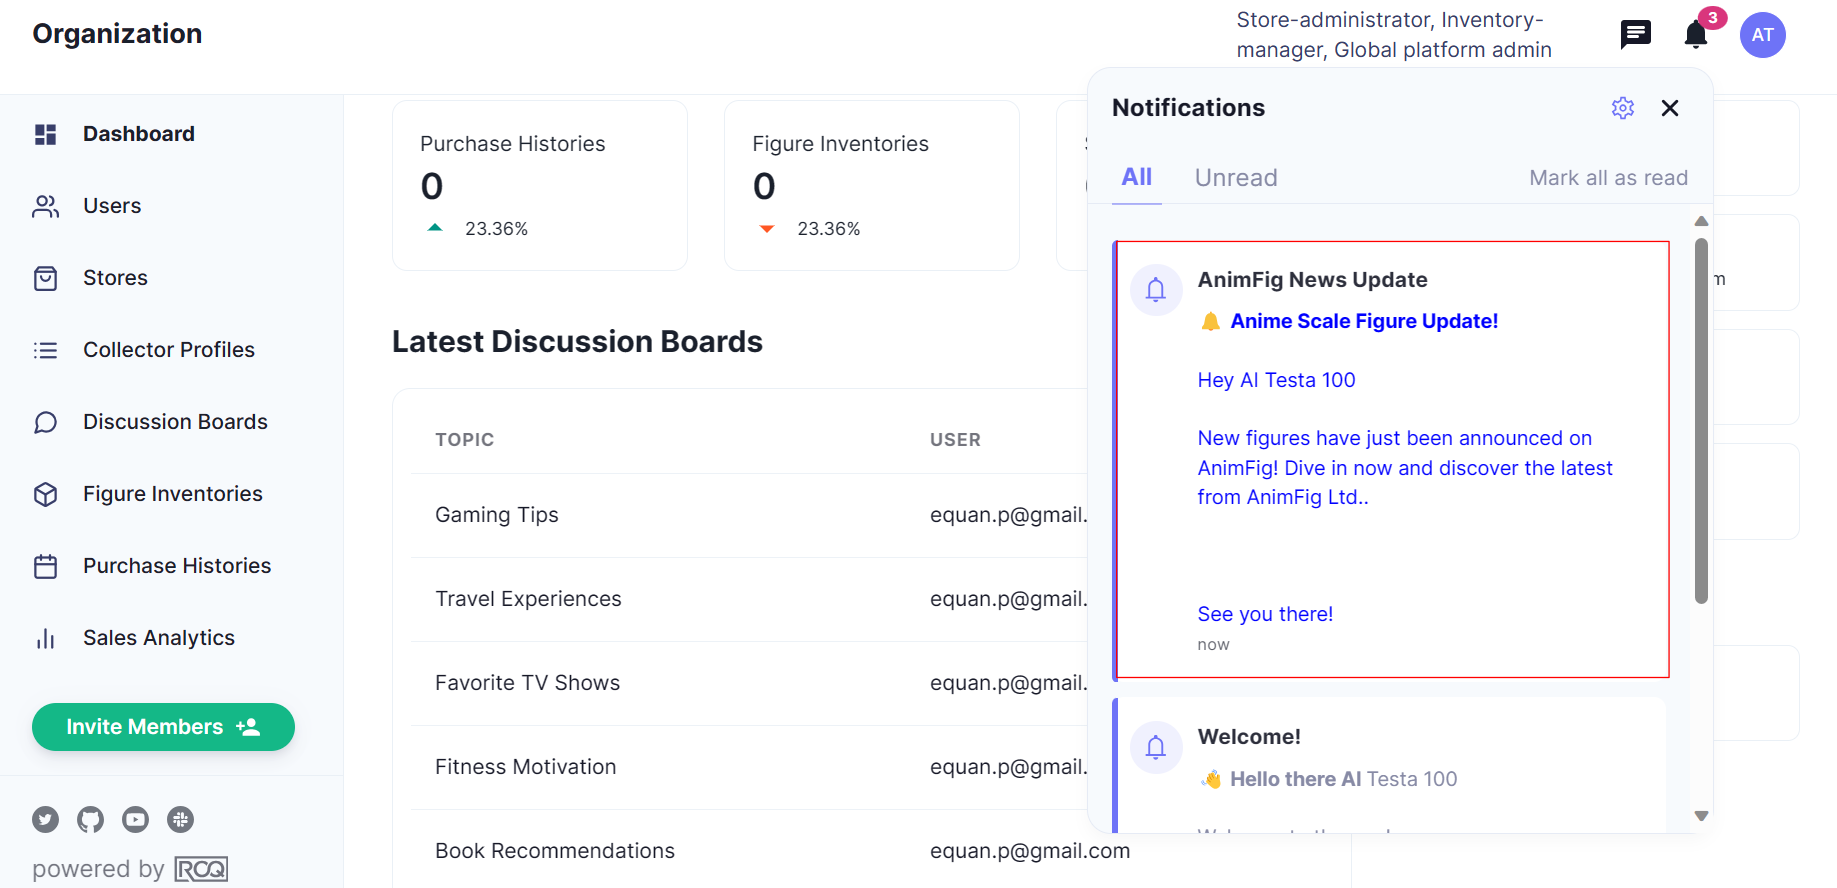 Organization
Store-administrator, Inventory-
manager, Global platform admin
3
AT
Dashboard
Users
Stores
Collector Profiles
Discussion Boards
Figure Inventories
Purchase Histories
Sales Analytics
Invite Members
powered by RCQ
Purchase Histories
0
23.36%
Figure Inventories
0
23.36%
Latest Discussion Boards
TOPIC USER
Gaming Tips equan.p@gmail.
Travel Experiences equan.p@gmail.
Favorite TV Shows equan.p@gmail.
Fitness Motivation equan.p@gmail.
Book Recommendations equan.p@gmail.com
Notifications
All Unread Mark all as read
AnimFig News Update
🔔 Anime Scale Figure Update!
Hey Al Testa 100
New figures have just been announced on
AnimFig! Dive in now and discover the latest
from AnimFig Ltd..
See you there!
now
Welcome!
👋 Hello there Al Testa 100
m